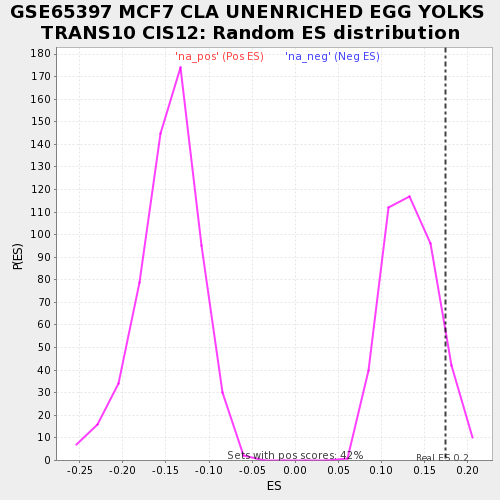 GSE65397 MCF7 CLA UNENRICHED EGG YOLKS
TRANS10 CIS12: Random ES distribution
'na_pos' (Pos ES) 'na_neg' (Neg ES)
P(ES)
180
170
160
150
140
130
120
110
100
90
80
70
60
50
40
30
20
10
0
Sets with pos scores: 42%
Real ES 0.2
-0.25 -0.20 -0.15 -0.10 -0.05 0.00 0.05 0.10 0.15 0.20
ES